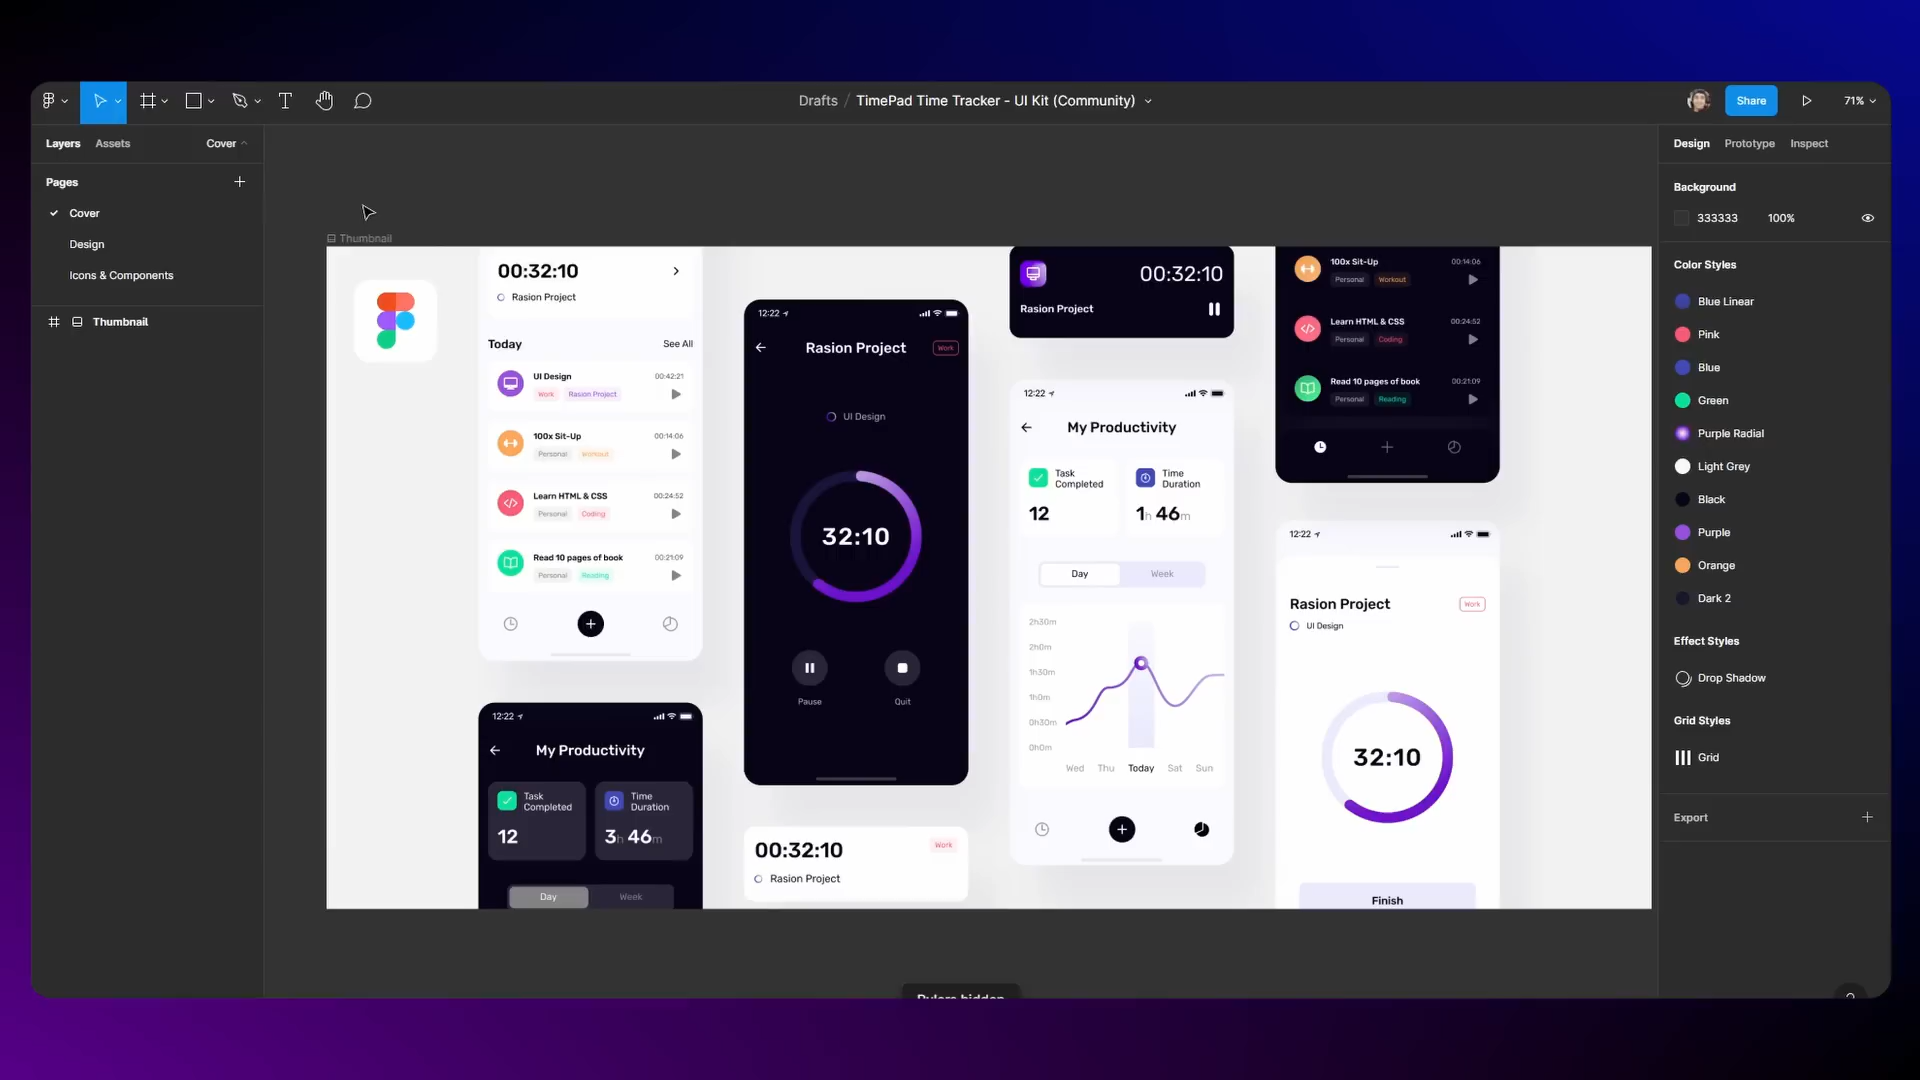 Drafts / TimePad Time Tracker - UI Kit (Community)
Share
71%
Layers
Assets
Cover
Pages
Cover
Design
Icons & Components
Thumbnail
Thumbnail
00:32:10
Rasion Project
Today
See All
UI Design
00:42:21
Work
Rasion Project
100x Sit-Up
00:14:06
Personal
Workout
Learn HTML & CSS
00:24:52
Personal
Coding
Read 10 pages of book
00:21:09
Personal
Reading
12:22
My Productivity
Task
Completed
12
Time
Duration
3h 46m
Day
Week
12:22
Rasion Project
Work
UI Design
32:10
Pause
Quit
00:32:10
Work
Rasion Project
00:32:10
Rasion Project
12:22
My Productivity
Task
Completed
12
Time
Duration
1h 46m
Day
Week
2h30m
2h0m
1h30m
1h0m
0h30m
0h0m
Wed
Thu
Today
Sat
Sun
100x Sit-Up
00:14:06
Personal
Workout
Learn HTML & CSS
00:24:52
Personal
Coding
Read 10 pages of book
00:21:09
Personal
Reading
12:22
Rasion Project
Work
UI Design
32:10
Finish
Rulers hidden
Design
Prototype
Inspect
Background
333333
100%
Color Styles
Blue Linear
Pink
Blue
Green
Purple Radial
Light Grey
Black
Purple
Orange
Dark 2
Effect Styles
Drop Shadow
Grid Styles
Grid
Export
?